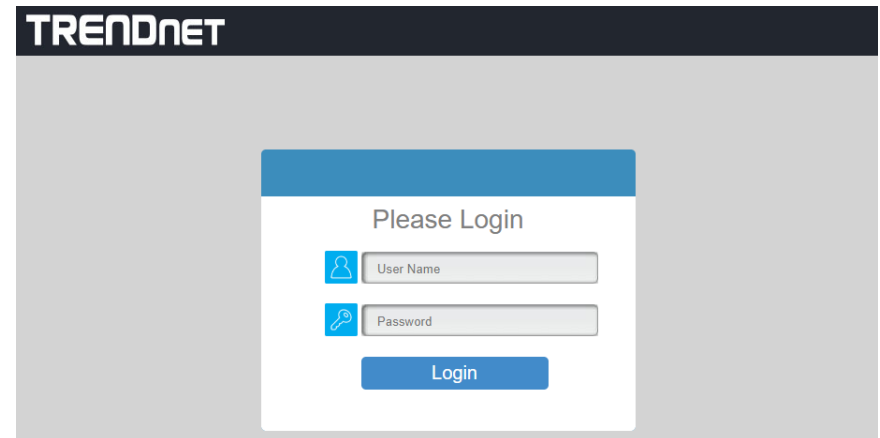 TRENDNET
Please Login
User Name
Password
Login